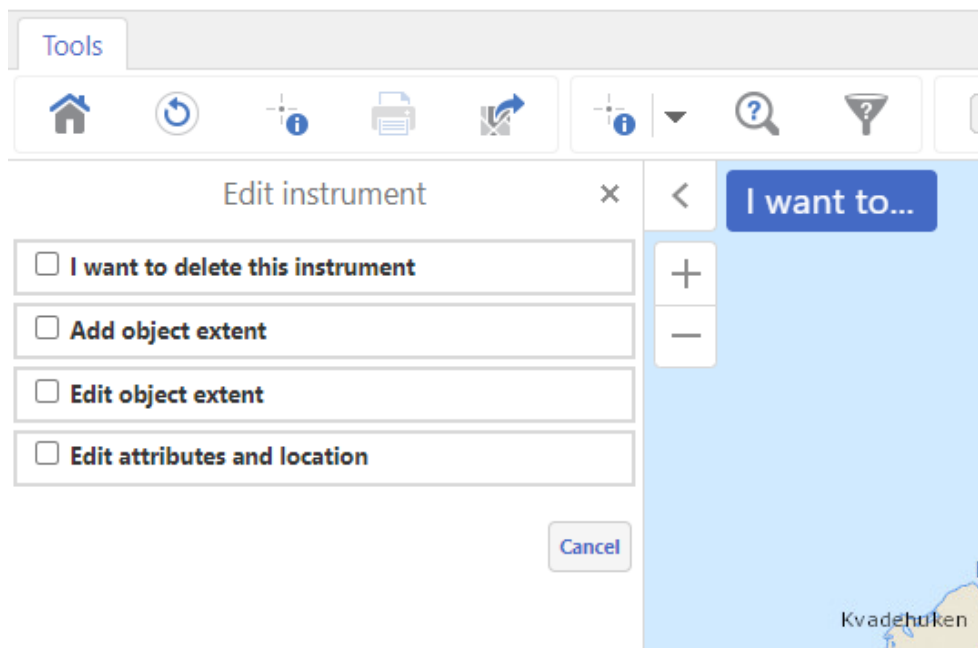 Tools
Edit instrument
I want to...
I want to delete this instrument
Add object extent
Edit object extent
Edit attributes and location
Cancel
Kvadehuken